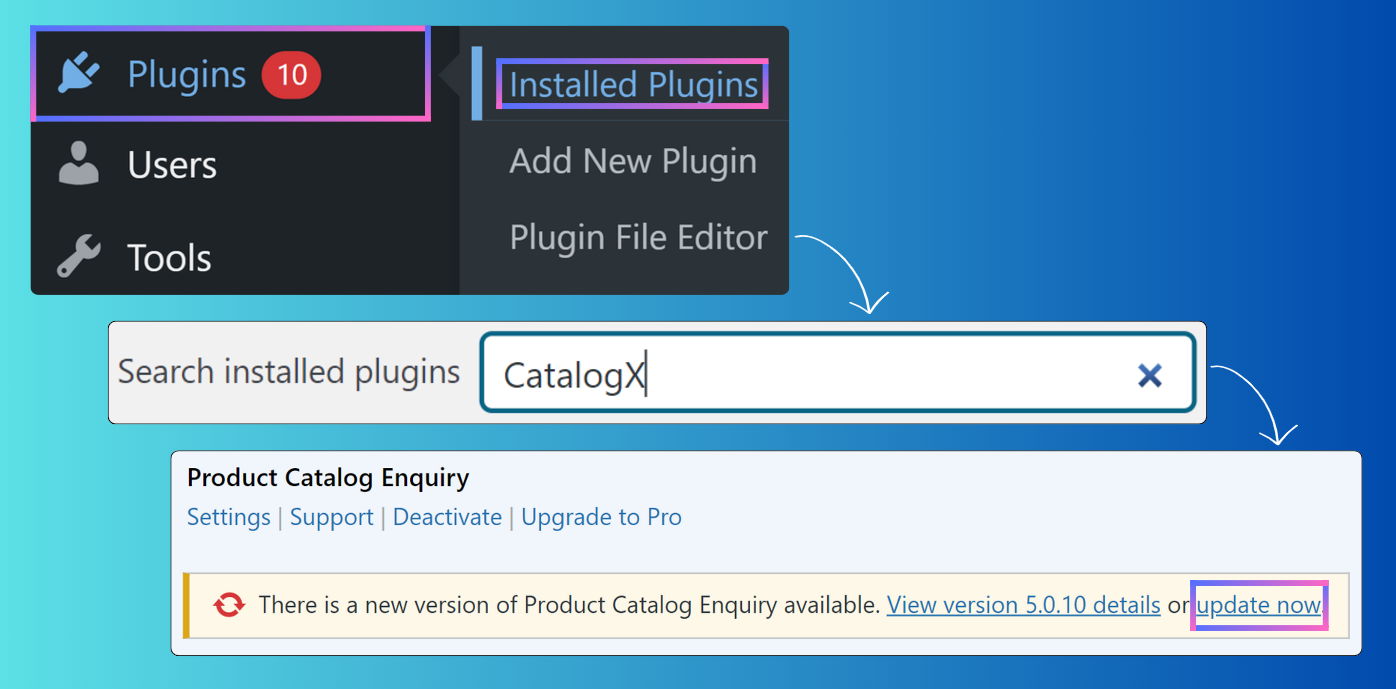 Plugins 10
Installed Plugins
Add New Plugin
Users
Plugin File Editor
Tools
Search installed plugins CatalogX
Product Catalog Enquiry
Settings | Support | Deactivate | Upgrade to Pro
There is a new version of Product Catalog Enquiry available. View version 5.0.10 details or update now.